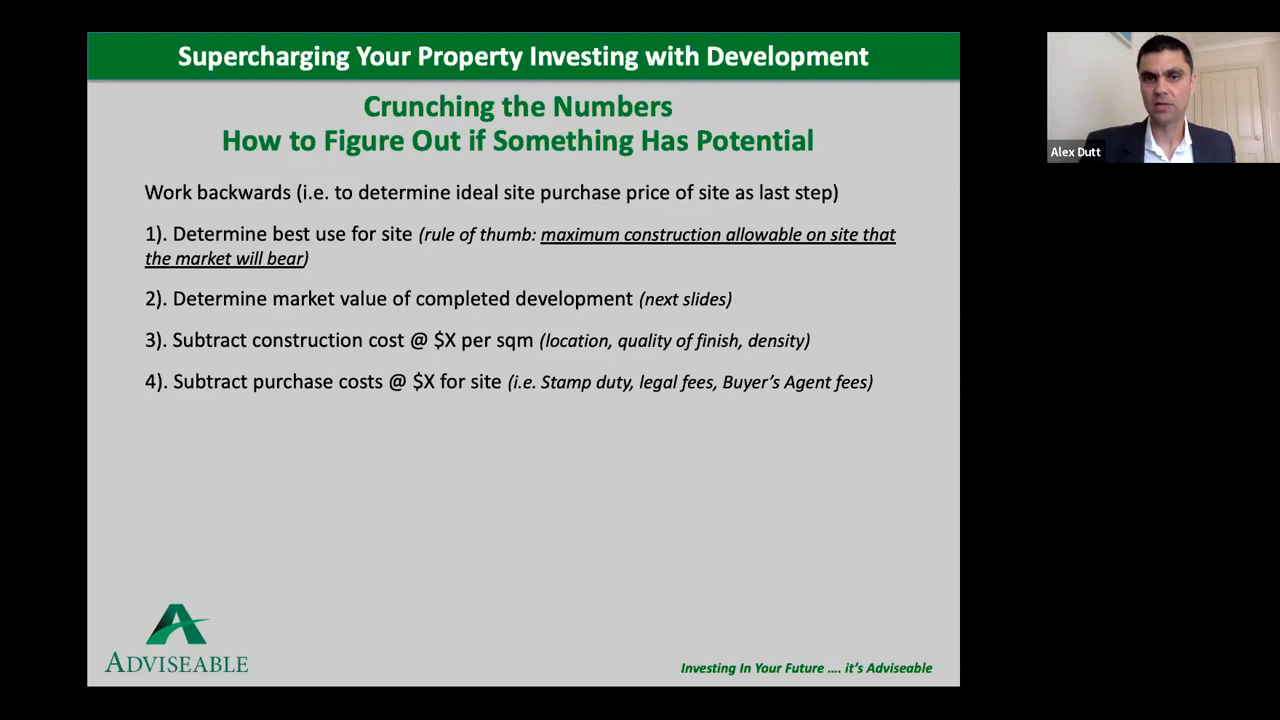 Supercharging Your Property Investing with Development
Crunching the Numbers
How to Figure Out if Something Has Potential
Work backwards (i.e. to determine ideal site purchase price of site as last step)
1). Determine best use for site (rule of thumb: maximum construction allowable on site that
the market will bear)
2). Determine market value of completed development (next slides)
3). Subtract construction cost @ $X per sqm (location, quality of finish, density)
4). Subtract purchase costs @ $X for site (i.e. Stamp duty, legal fees, Buyer’s Agent fees)
ADVISEABLE
Investing In Your Future .... it’s Adviseable
Alex Dutt